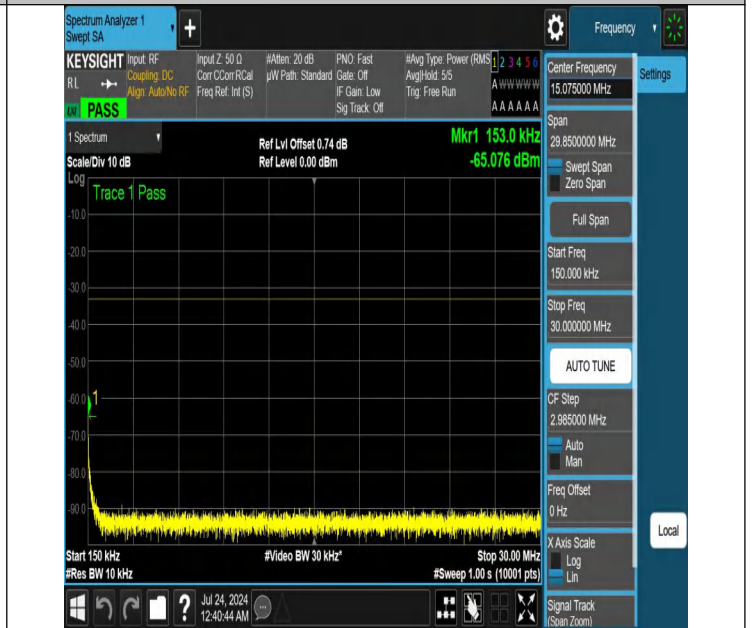 Spectrum Analyzer 1
Swept SA
+
Frequency
KEYSIGHT
RL
PASS
Input: RF
Coupling: DC
Align: Auto/No RF
Input Z: 50 Ω
Corr CCorr RCal
Freq Ref: Int (S)
#Atten: 20 dB
µW Path: Standard
PNO: Fast
Gate: Off
IF Gain: Low
Sig Track: Off
#Avg Type: Power (RMS
Avg|Hold: 5/5
Trig: Free Run
1 2 3 4 5 6
A W W W W W
A A A A A A
1 Spectrum
Scale/Div 10 dB
Ref Lvl Offset 0.74 dB
Ref Level 0.00 dBm
Mkr1 153.0 kHz
-65.076 dBm
Log
Trace 1 Pass
-10.0
-20.0
-30.0
-40.0
-50.0
-60.0
1
-70.0
-80.0
-90.0
Start 150 kHz
#Video BW 30 kHz*
Stop 30.00 MHz
#Res BW 10 kHz
#Sweep 1.00 s (10001 pts)
?
Jul 24, 2024
12:40:44 AM
Center Frequency
15.075000 MHz
Settings
Span
29.8500000 MHz
Swept Span
Zero Span
Full Span
Start Freq
150.000 kHz
Stop Freq
30.000000 MHz
AUTO TUNE
CF Step
2.985000 MHz
Auto
Man
Freq Offset
0 Hz
X Axis Scale
Log
Lin
Local
Signal Track
(Span Zoom)